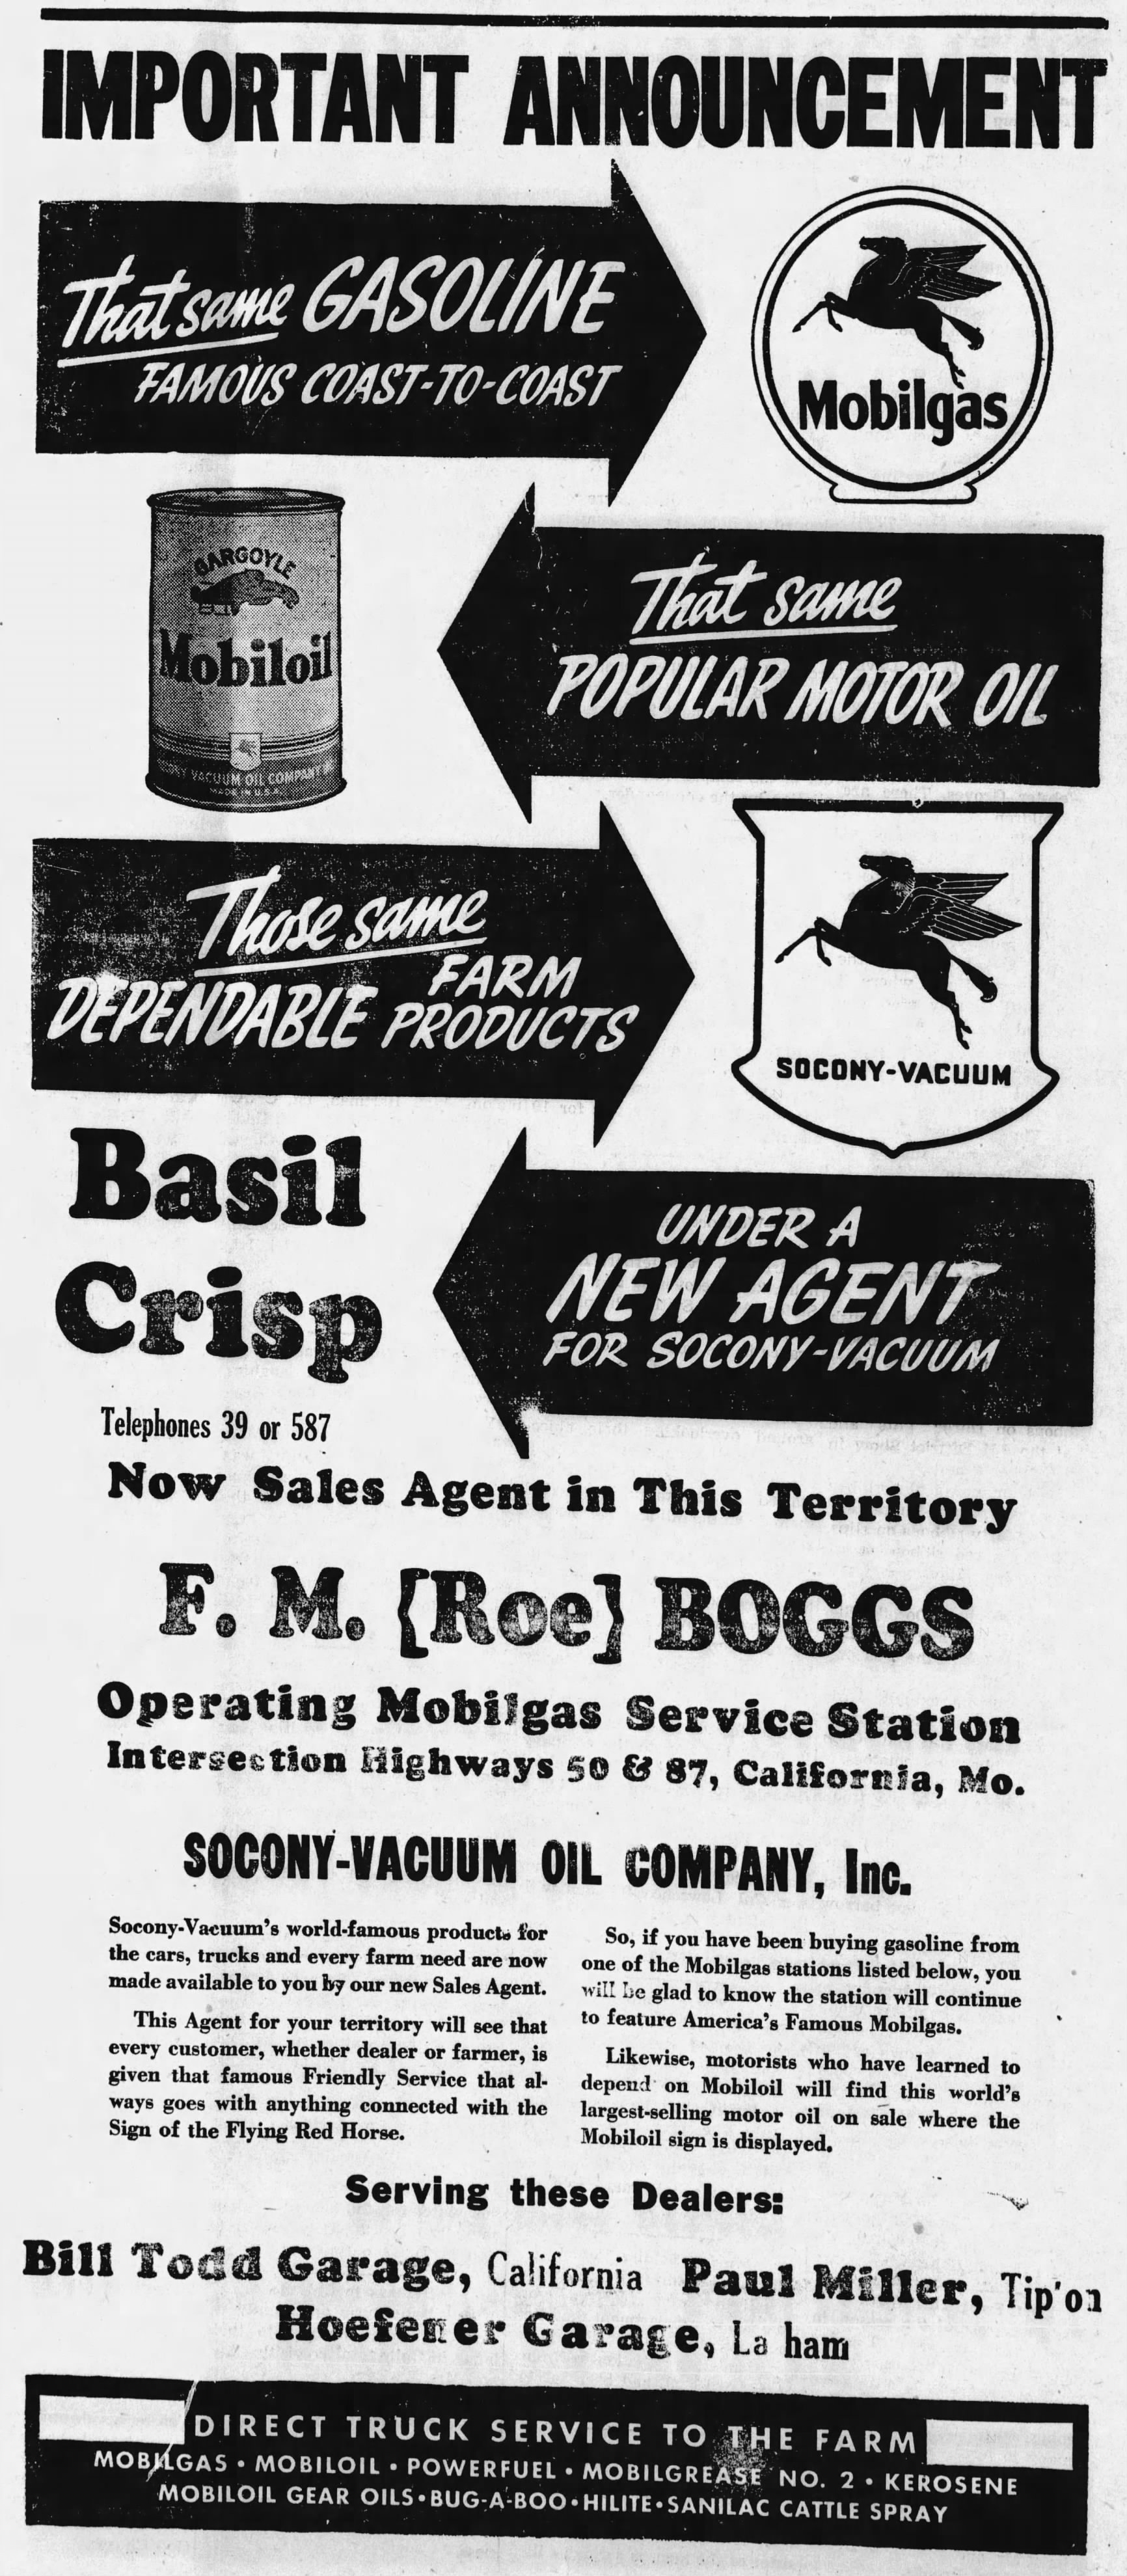 IMPORTANT ANNOUNCEMENT
That same GASOLINE
FAMOUS COAST-TO-COAST
Mobilgas
GARGOYLE
Mobiloil
VACUUM OIL COMPANY
MADE IN U.S.A.
That same
POPULAR MOTOR OIL
Those same
DEPENDABLE FARM
PRODUCTS
SOCONY-VACUUM
Basil
Crisp
UNDER A
NEW AGENT
FOR SOCONY-VACUUM
Telephones 39 or 587
Now Sales Agent in This Territory
F. M. [Roe] BOGGS
Operating Mobilgas Service Station
Intersection Highways 50 & 87, California, Mo.
SOCONY-VACUUM OIL COMPANY, Inc.
Socony-Vacuum's world-famous products for
the cars, trucks and every farm need are now
made available to you by our new Sales Agent.
This Agent for your territory will see that
every customer, whether dealer or farmer, is
given that famous Friendly Service that al-
ways goes with anything connected with the
Sign of the Flying Red Horse.
So, if you have been buying gasoline from
one of the Mobilgas stations listed below, you
will be glad to know the station will continue
to feature America's Famous Mobilgas.
Likewise, motorists who have learned to
depend on Mobiloil will find this world's
largest-selling motor oil on sale where the
Mobiloil sign is displayed.
Serving these Dealers:
Bill Todd Garage, California Paul Miller, Tip'on
Hoefener Garage, La ham
DIRECT TRUCK SERVICE TO THE FARM
MOBILGAS • MOBILOIL • POWERFUEL • MOBILGREASE NO. 2 • KEROSENE
MOBILOIL GEAR OILS • BUG-A-BOO • HILITE • SANILAC CATTLE SPRAY